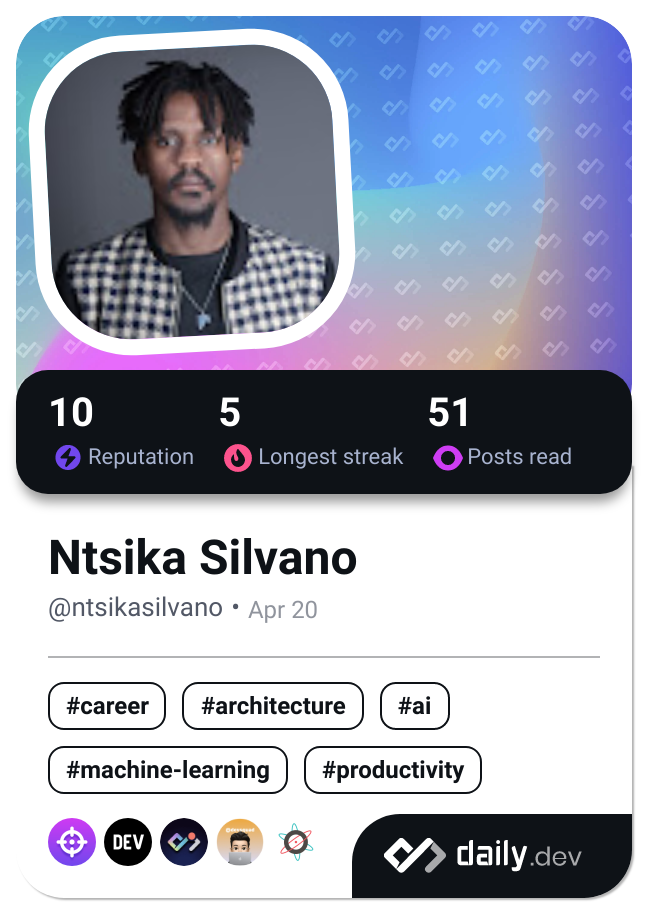 10 5 51
Reputation Longest streak Posts read
Ntsika Silvano
@ntsikasilvano • Apr 20
#career #architecture #ai
#machine-learning #productivity
DEV
daily.dev